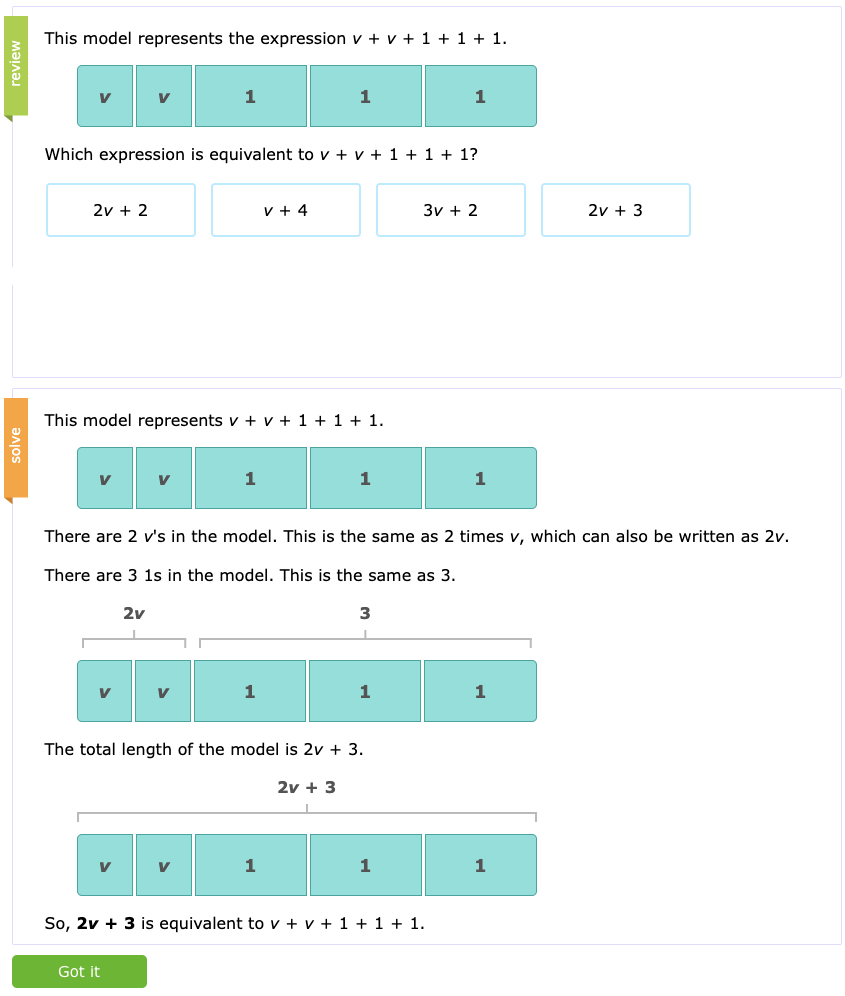 review
This model represents the expression v + v + 1 + 1 + 1.
v v 1 1 1
Which expression is equivalent to v + v + 1 + 1 + 1?
2v + 2 v + 4 3v + 2 2v + 3
solve
This model represents v + v + 1 + 1 + 1.
v v 1 1 1
There are 2 v's in the model. This is the same as 2 times v, which can also be written as 2v.
There are 3 1s in the model. This is the same as 3.
2v 3
v v 1 1 1
The total length of the model is 2v + 3.
2v + 3
v v 1 1 1
So, 2v + 3 is equivalent to v + v + 1 + 1 + 1.
Got it